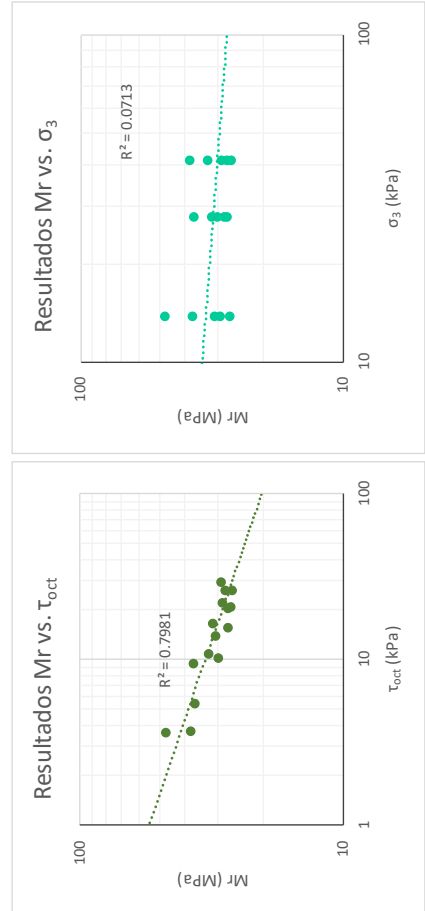 Resultados Mr vs. τoct
100
10
Mr (MPa)
1
10
100
τoct (kPa)
R² = 0.7981
Resultados Mr vs. σ3
100
10
Mr (MPa)
10
100
σ3 (kPa)
R² = 0.0713